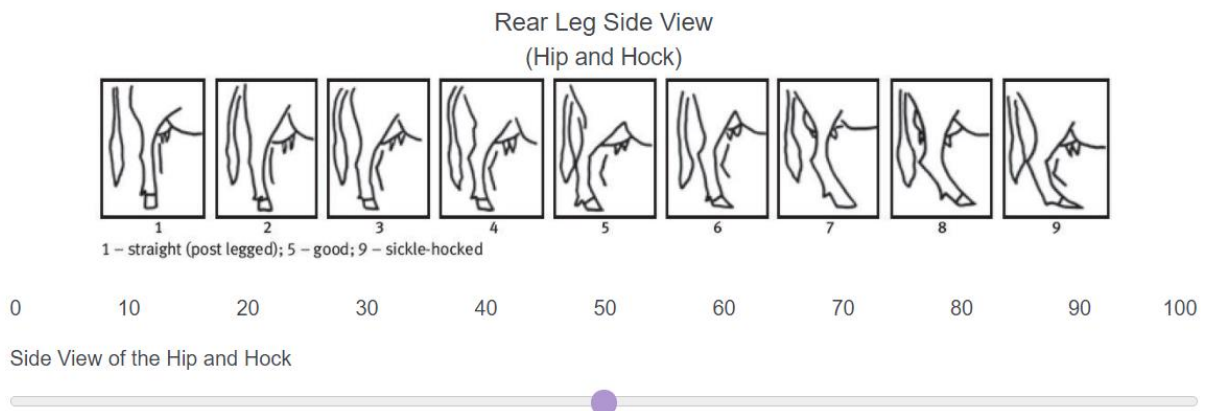 Rear Leg Side View
(Hip and Hock)
1 2 3 4 5 6 7 8 9
1 – straight (post legged); 5 – good; 9 – sickle-hocked
0 10 20 30 40 50 60 70 80 90 100
Side View of the Hip and Hock